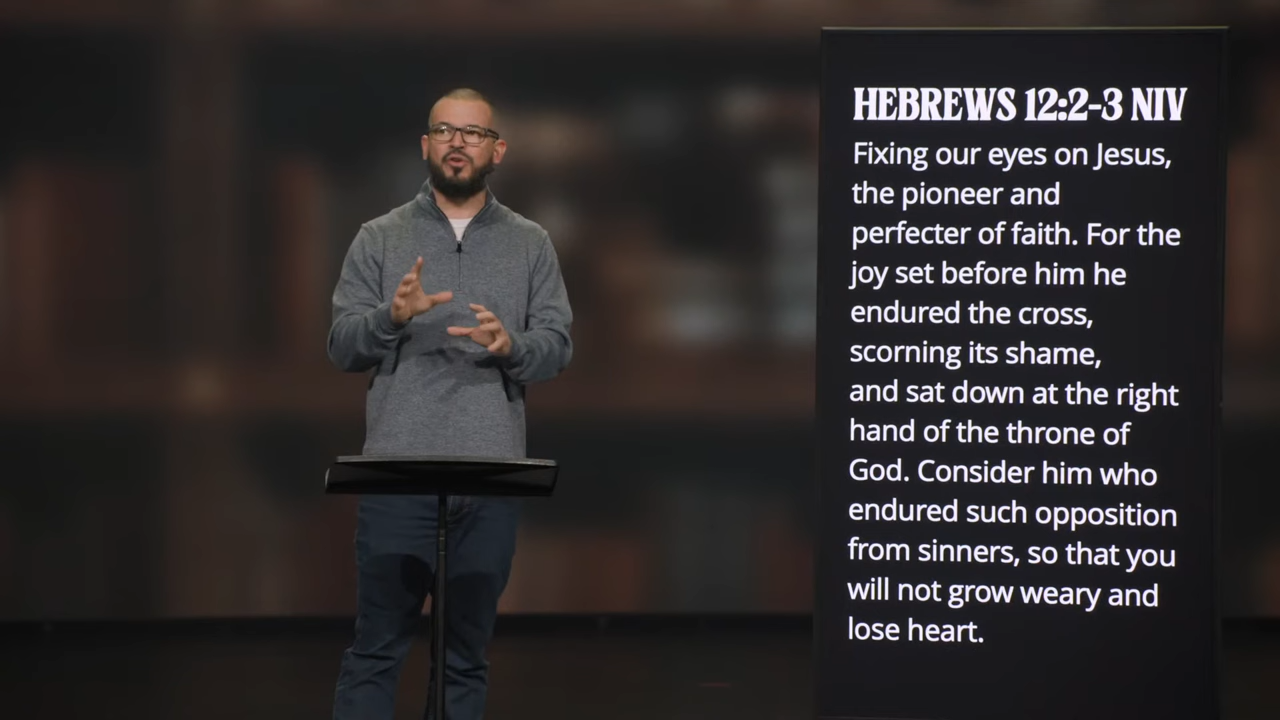 HEBREWS 12:2-3 NIV
Fixing our eyes on Jesus,
the pioneer and
perfecter of faith. For the
joy set before him he
endured the cross,
scorning its shame,
and sat down at the right
hand of the throne of
God. Consider him who
endured such opposition
from sinners, so that you
will not grow weary and
lose heart.